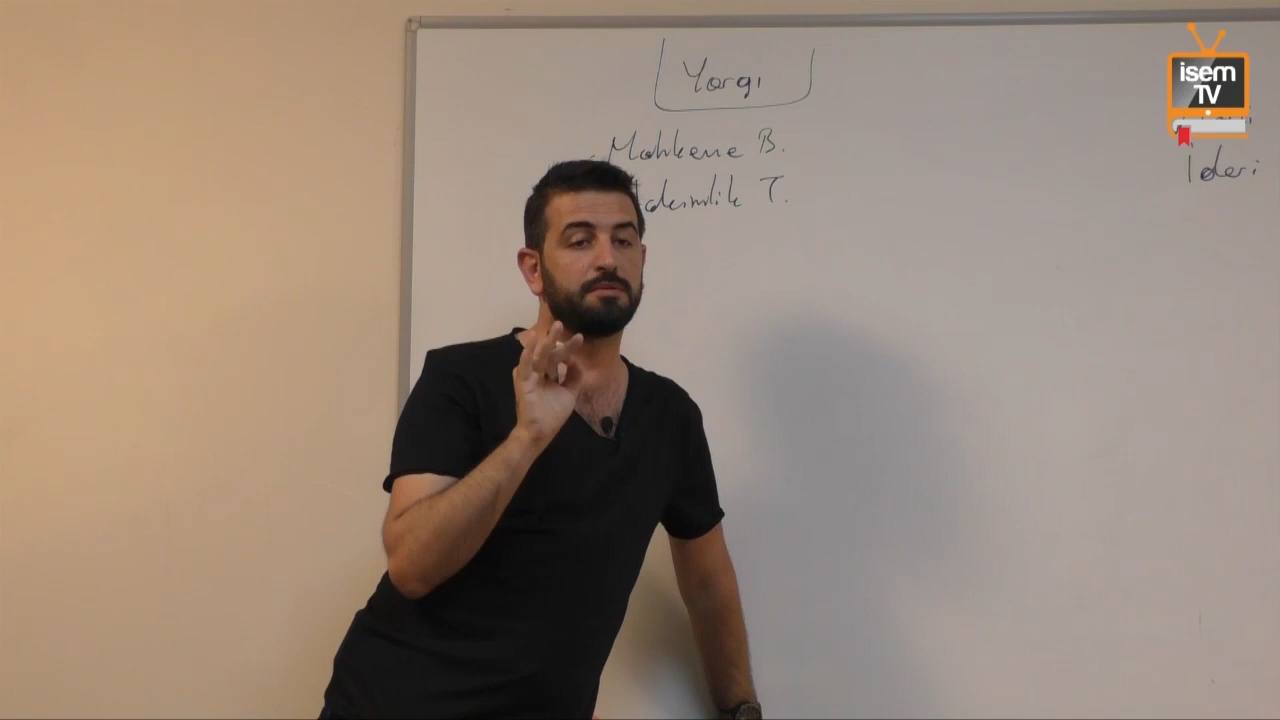 Yargı
Mahkeme B.
T.
isem
TV
İdari